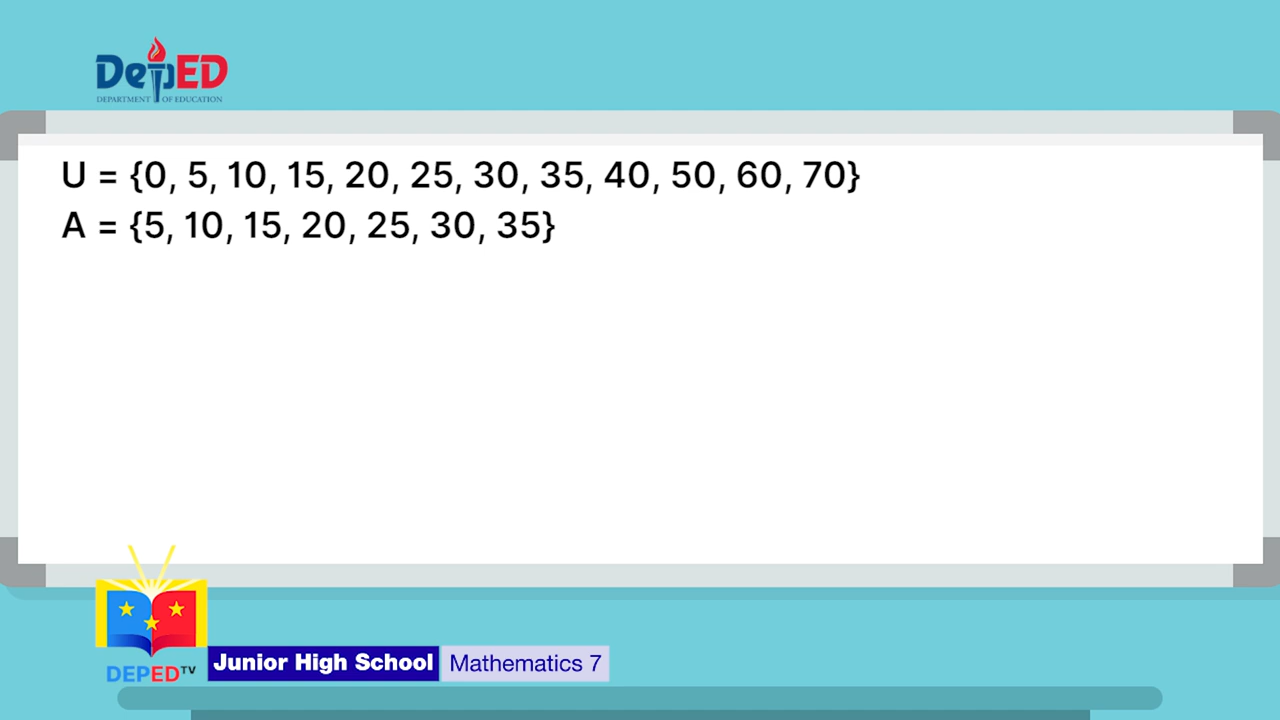 DepED
DEPARTMENT OF EDUCATION
U = {0, 5, 10, 15, 20, 25, 30, 35, 40, 50, 60, 70}
A = {5, 10, 15, 20, 25, 30, 35}
DEPED TV
Junior High School Mathematics 7